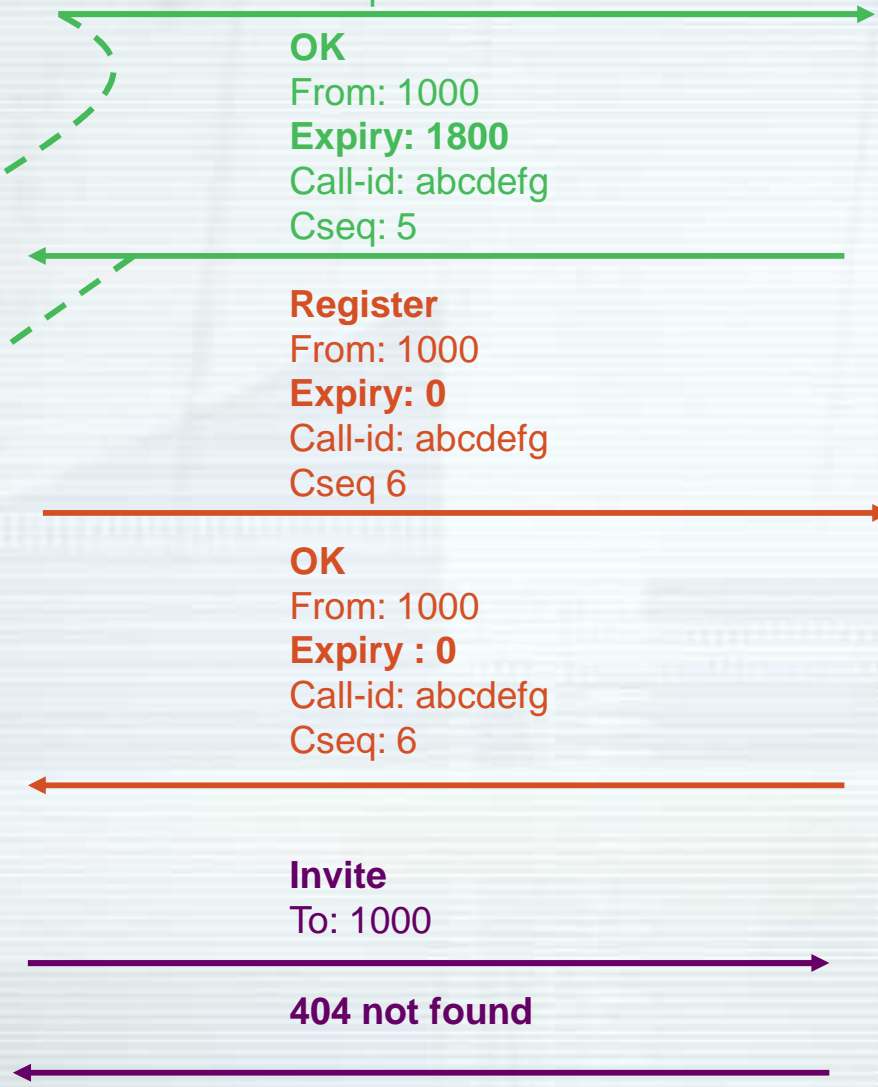 OK
From: 1000
Expiry: 1800
Call-id: abcdefg
Cseq: 5
Register
From: 1000
Expiry: 0
Call-id: abcdefg
Cseq 6
OK
From: 1000
Expiry : 0
Call-id: abcdefg
Cseq: 6
Invite
To: 1000
404 not found